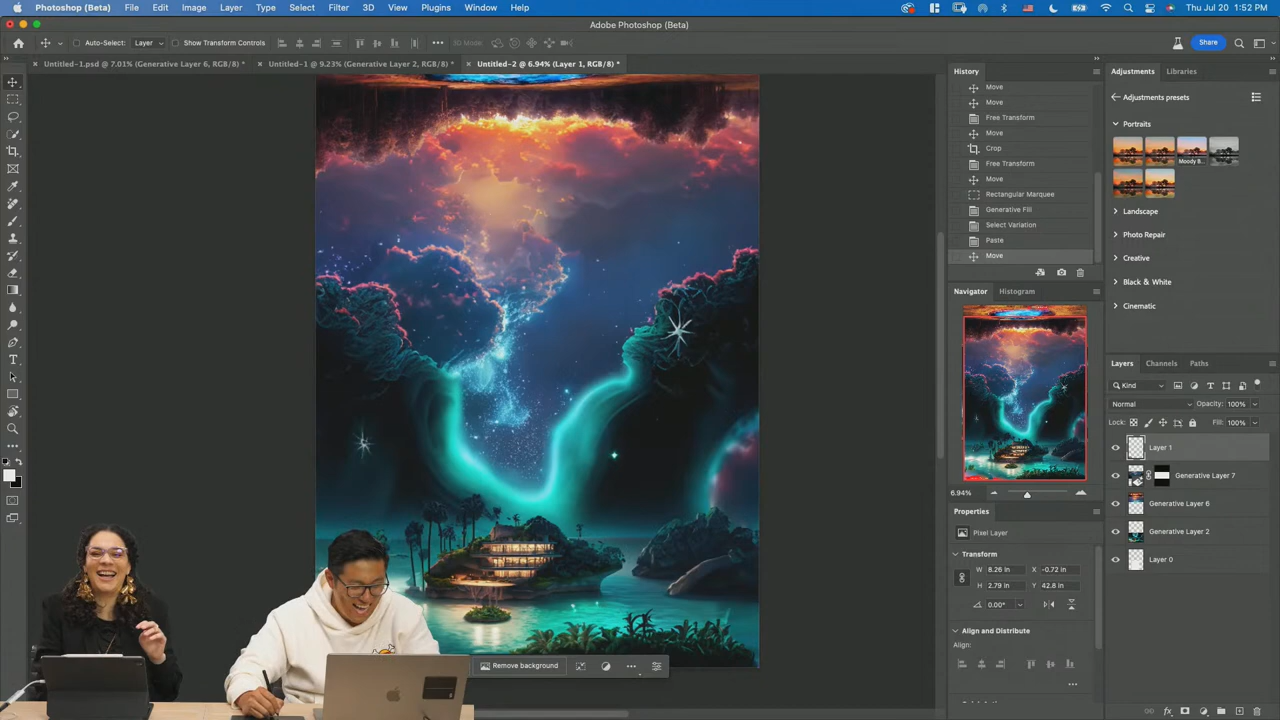 Photoshop (Beta) File Edit Image Layer Type Select Filter 3D View Plugins Window Help Thu Jul 20 1:52 PM
Adobe Photoshop (Beta)
Auto-Select: Layer Show Transform Controls 3D Mode: Share
Untitled-1.psd @ 7.01% (Generative Layer 6, RGB/8) * Untitled-1 @ 9.23% (Generative Layer 2, RGB/8) * Untitled-2 @ 6.94% (Layer 1, RGB/8) *
History
Move
Move
Free Transform
Move
Crop
Free Transform
Move
Rectangular Marquee
Generative Fill
Select Variation
Paste
Move
Navigator Histogram
6.94%
Properties
Pixel Layer
Transform
W 8.26 in X -0.72 in
H 2.79 in Y 42.8 in
0.00°
Align and Distribute
Align:
Adjustments Libraries
Adjustments presets
Portraits
Moody B...
Landscape
Photo Repair
Creative
Black & White
Cinematic
Layers Channels Paths
Kind
Normal Opacity: 100%
Lock: Fill: 100%
Layer 1
Generative Layer 7
Generative Layer 6
Generative Layer 2
Layer 0
Remove background